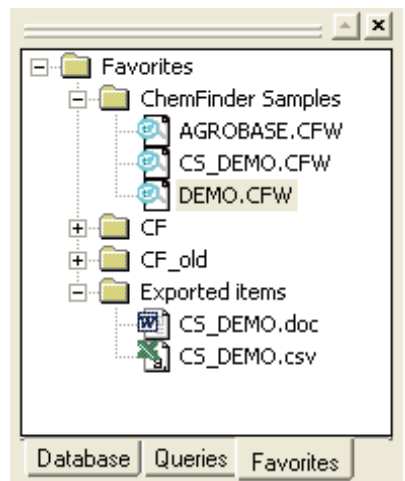 Favorites
ChemFinder Samples
AGROBASE.CFW
CS_DEMO.CFW
DEMO.CFW
CF
CF_old
Exported items
CS_DEMO.doc
CS_DEMO.csv
Database Queries Favorites